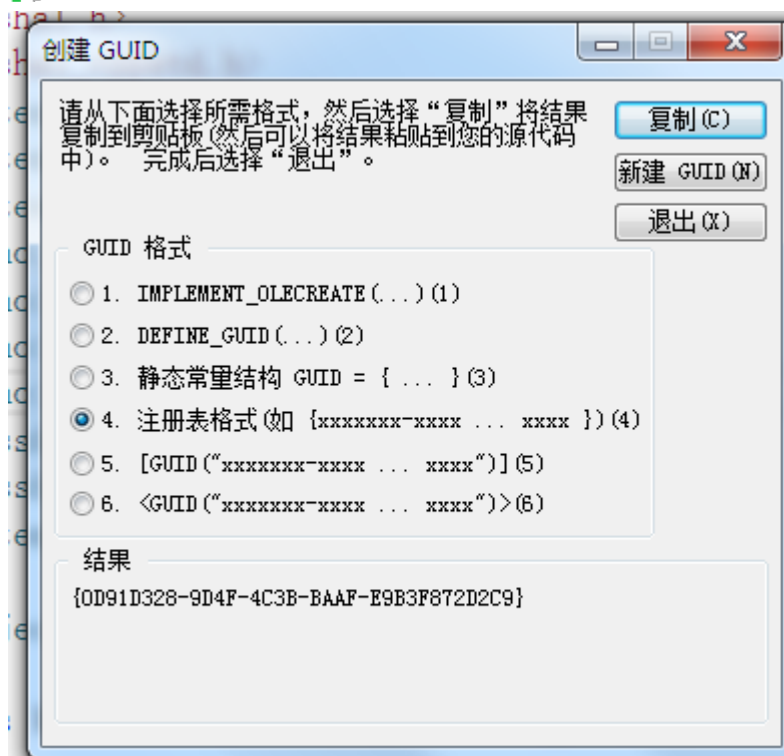 创建 GUID
请从下面选择所需格式，然后选择“复制”将结果
复制到剪贴板(然后可以将结果粘贴到您的源代码
中)。 完成后选择“退出”。
复制(C)
新建 GUID(N)
退出(X)
GUID 格式
1. IMPLEMENT_OLECREATE(...)(1)
2. DEFINE_GUID(...)(2)
3. 静态常量结构 GUID = { ... }(3)
4. 注册表格式(如 {xxxxxxx-xxxx ... xxxx })(4)
5. [GUID("xxxxxxx-xxxx ... xxxx")](5)
6. <GUID("xxxxxxx-xxxx ... xxxx")>(6)
结果
{0D91D328-9D4F-4C3B-BAAF-E9B3F872D2C9}